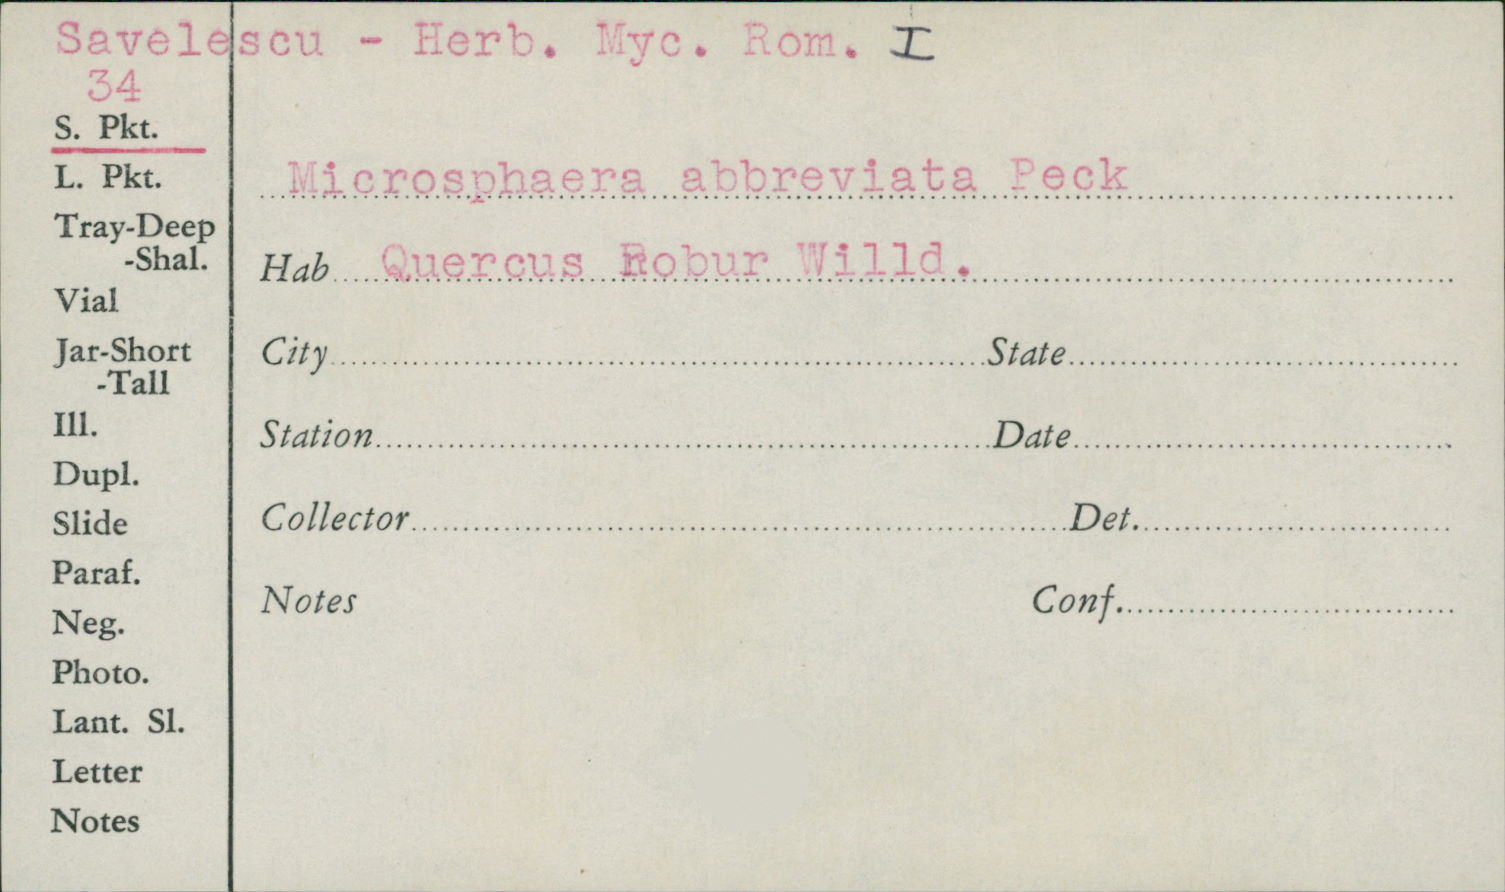 Savelescu - Herb. Myc. Rom. I
34
S. Pkt.
L. Pkt.
Tray-Deep
-Shal.
Vial
Jar-Short
-Tall
Ill.
Dupl.
Slide
Paraf.
Neg.
Photo.
Lant. Sl.
Letter
Notes
Microsphaera abbreviata Peck
Hab Quercus Robur Willd.
City State
Station Date
Collector Det.
Notes Conf.